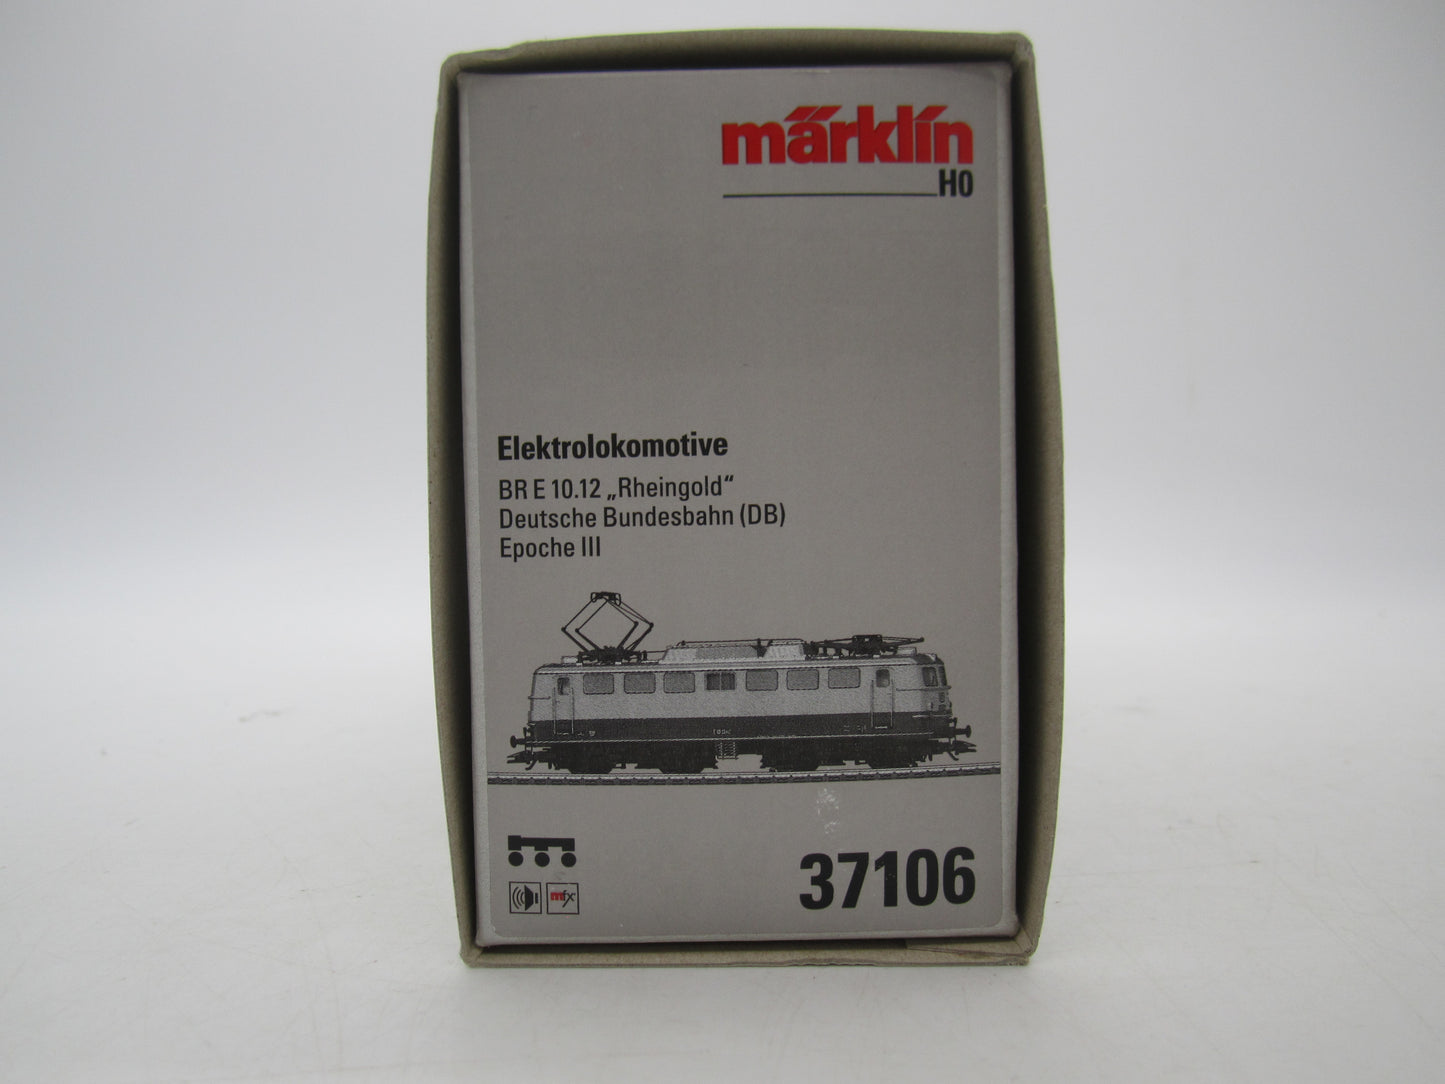 märklin
H0
Elektrolokomotive
BR E 10.12 „Rheingold“
Deutsche Bundesbahn (DB)
Epoche III
mfx
37106